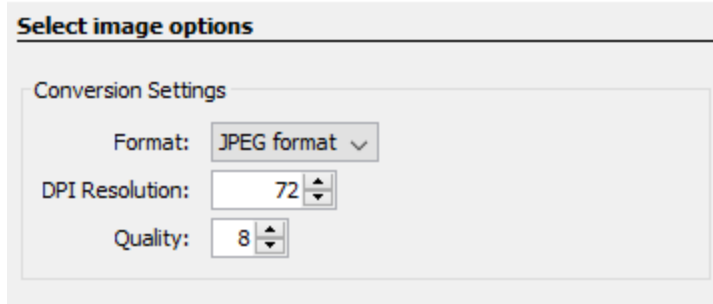 Select image options
Conversion Settings
Format: JPEG format
DPI Resolution: 72
Quality: 8